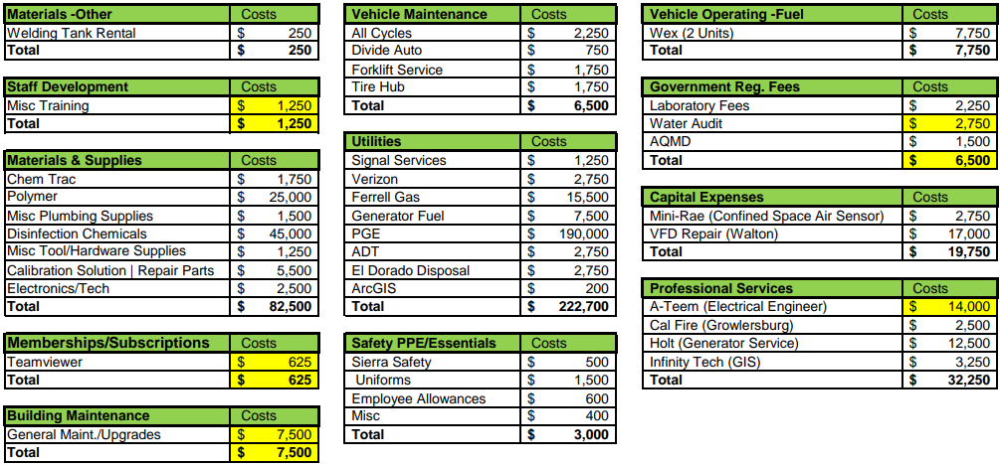 Materials -Other Costs
Welding Tank Rental $ 250
Total $ 250
Staff Development Costs
Misc Training $ 1,250
Total $ 1,250
Materials & Supplies Costs
Chem Trac $ 1,750
Polymer $ 25,000
Misc Plumbing Supplies $ 1,500
Disinfection Chemicals $ 45,000
Misc Tool/Hardware Supplies $ 1,250
Calibration Solution | Repair Parts $ 5,500
Electronics/Tech $ 2,500
Total $ 82,500
Memberships/Subscriptions Costs
Teamviewer $ 625
Total $ 625
Building Maintenance Costs
General Maint./Upgrades $ 7,500
Total $ 7,500
Vehicle Maintenance Costs
All Cycles $ 2,250
Divide Auto $ 750
Forklift Service $ 1,750
Tire Hub $ 1,750
Total $ 6,500
Utilities Costs
Signal Services $ 1,250
Verizon $ 2,750
Ferrell Gas $ 15,500
Generator Fuel $ 7,500
PGE $ 190,000
ADT $ 2,750
El Dorado Disposal $ 2,750
ArcGIS $ 200
Total $ 222,700
Safety PPE/Essentials Costs
Sierra Safety $ 500
Uniforms $ 1,500
Employee Allowances $ 600
Misc $ 400
Total $ 3,000
Vehicle Operating -Fuel Costs
Wex (2 Units) $ 7,750
Total $ 7,750
Government Reg. Fees Costs
Laboratory Fees $ 2,250
Water Audit $ 2,750
AQMD $ 1,500
Total $ 6,500
Capital Expenses Costs
Mini-Rae (Confined Space Air Sensor) $ 2,750
VFD Repair (Walton) $ 17,000
Total $ 19,750
Professional Services Costs
A-Teem (Electrical Engineer) $ 14,000
Cal Fire (Growlersburg) $ 2,500
Holt (Generator Service) $ 12,500
Infinity Tech (GIS) $ 3,250
Total $ 32,250